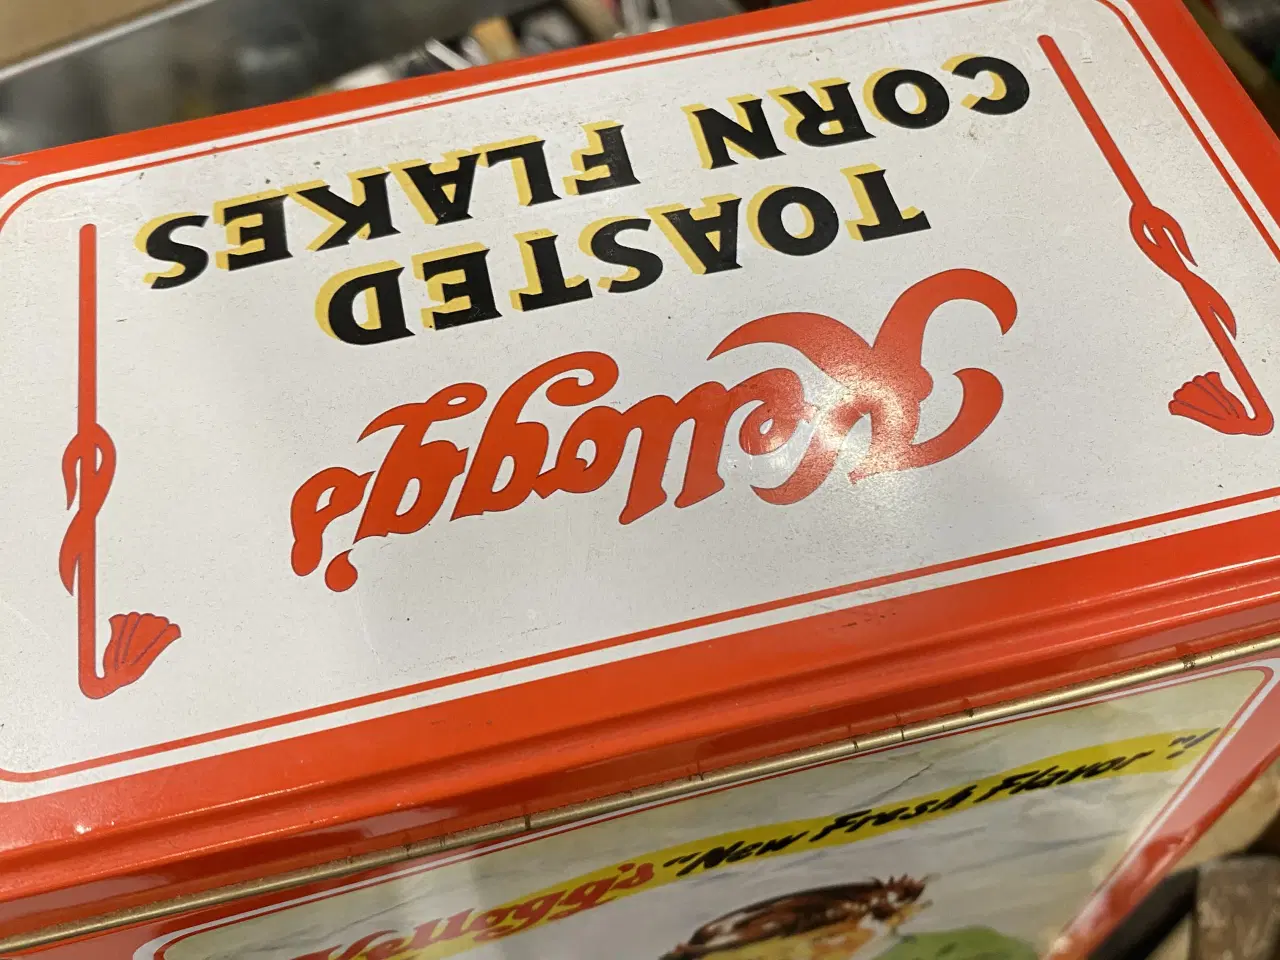 Kellogg's
TOASTED
CORN FLAKES
Kellogg's "New Fresh Flavor"!